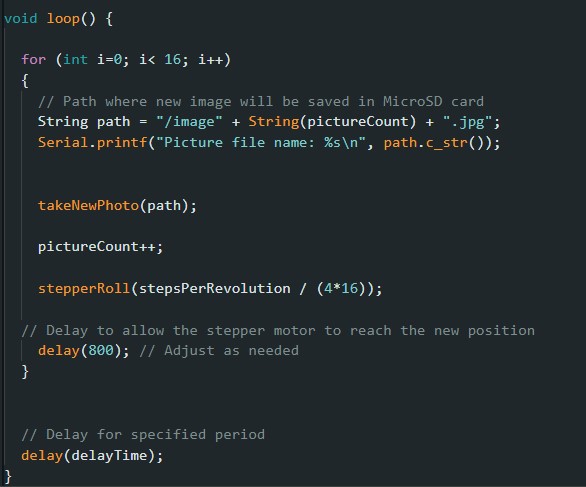 void loop() {
for (int i=0; i< 16; i++)
{
// Path where new image will be saved in MicroSD card
String path = "/image" + String(pictureCount) + ".jpg";
Serial.printf("Picture file name: %s\n", path.c_str());
takeNewPhoto(path);
pictureCount++;
stepperRoll(stepsPerRevolution / (4*16));
// Delay to allow the stepper motor to reach the new position
delay(800); // Adjust as needed
}
// Delay for specified period
delay(delayTime);
}